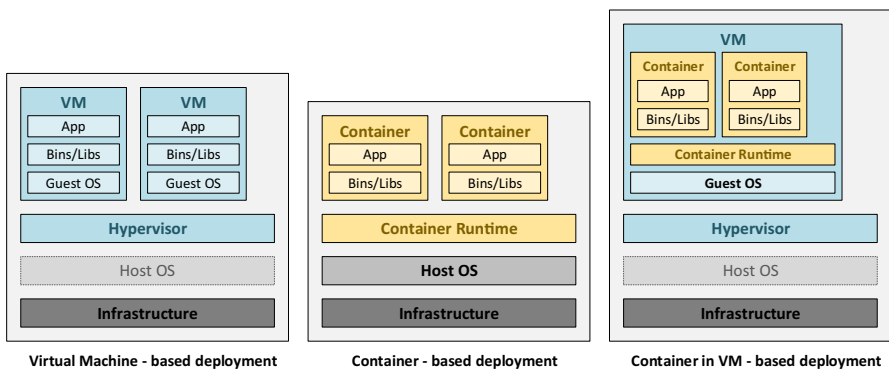 VM
VM
App
App
Bins/Libs
Bins/Libs
Guest OS
Guest OS
Hypervisor
Host OS
Infrastructure
Virtual Machine - based deployment
Container
Container
App
App
Bins/Libs
Bins/Libs
Container Runtime
Host OS
Infrastructure
Container - based deployment
VM
Container
Container
App
App
Bins/Libs
Bins/Libs
Container Runtime
Guest OS
Hypervisor
Host OS
Infrastructure
Container in VM - based deployment